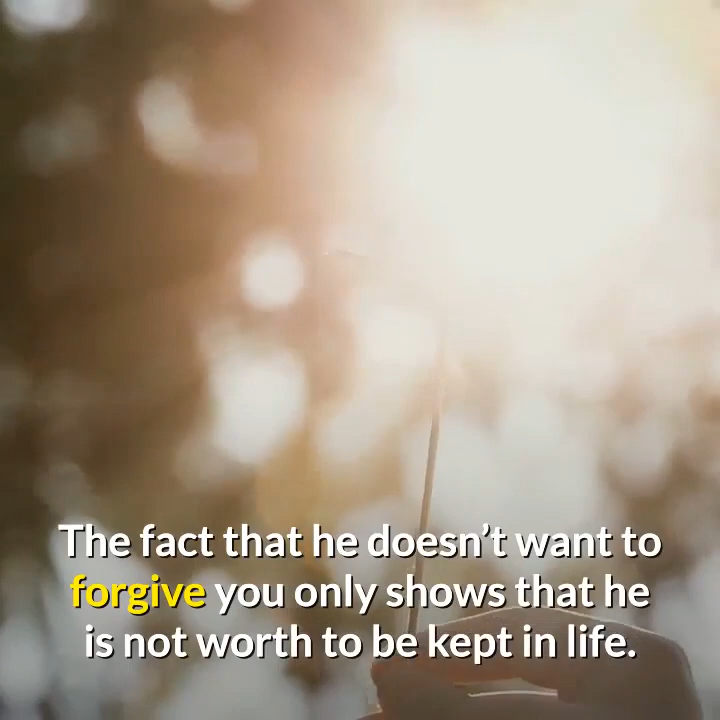 The fact that he doesn’t want to
forgive you only shows that he
is not worth to be kept in life.